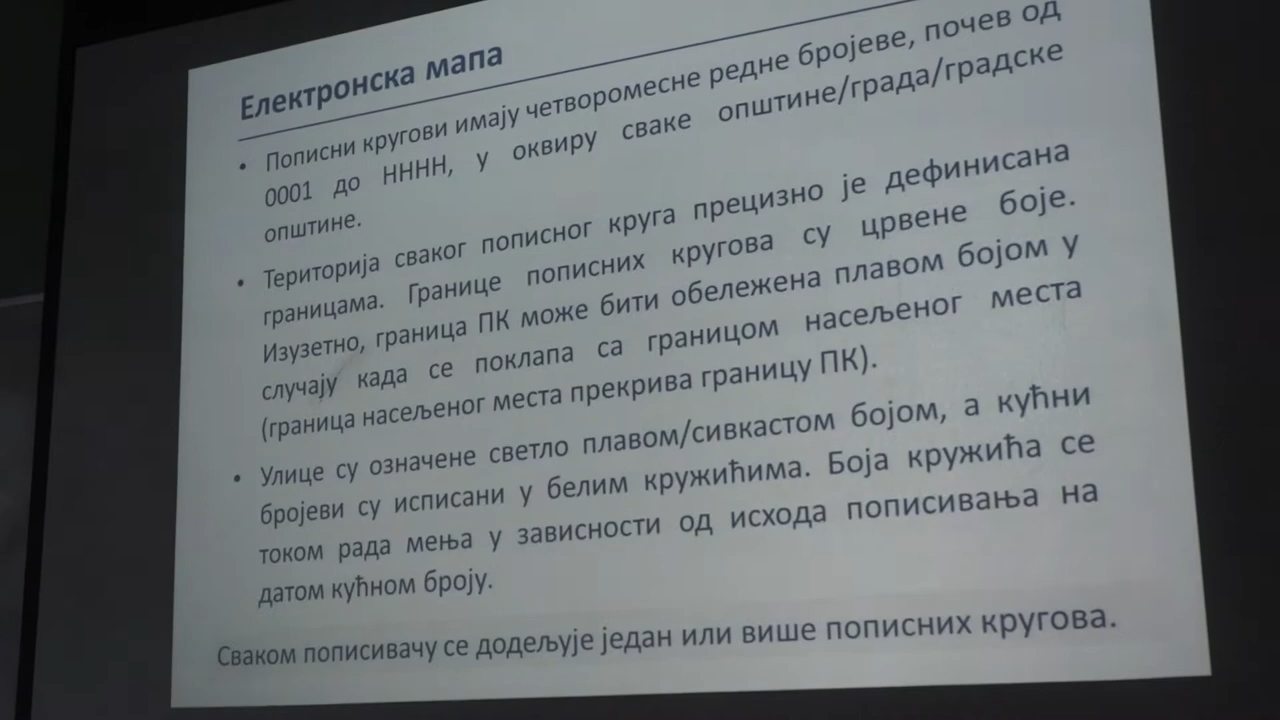 Електронска мапа
• Пописни кругови имају четворомесне редне бројеве, почев од
0001 до НННН, у оквиру сваке општине/града/градске
општине.
• Територија сваког пописног круга прецизно је дефинисана
границама. Границе пописних кругова су црвене боје.
Изузетно, граница ПК може бити обележена плавом бојом у
случају када се поклапа са границом насељеног места
(граница насељеног места прекрива границу ПК).
• Улице су означене светло плавом/сивкастом бојом, а кућни
бројеви су исписани у белим кружићима. Боја кружића се
током рада мења у зависности од исхода пописивања на
датом кућном броју.
Сваком пописивачу се додељује један или више пописних кругова.